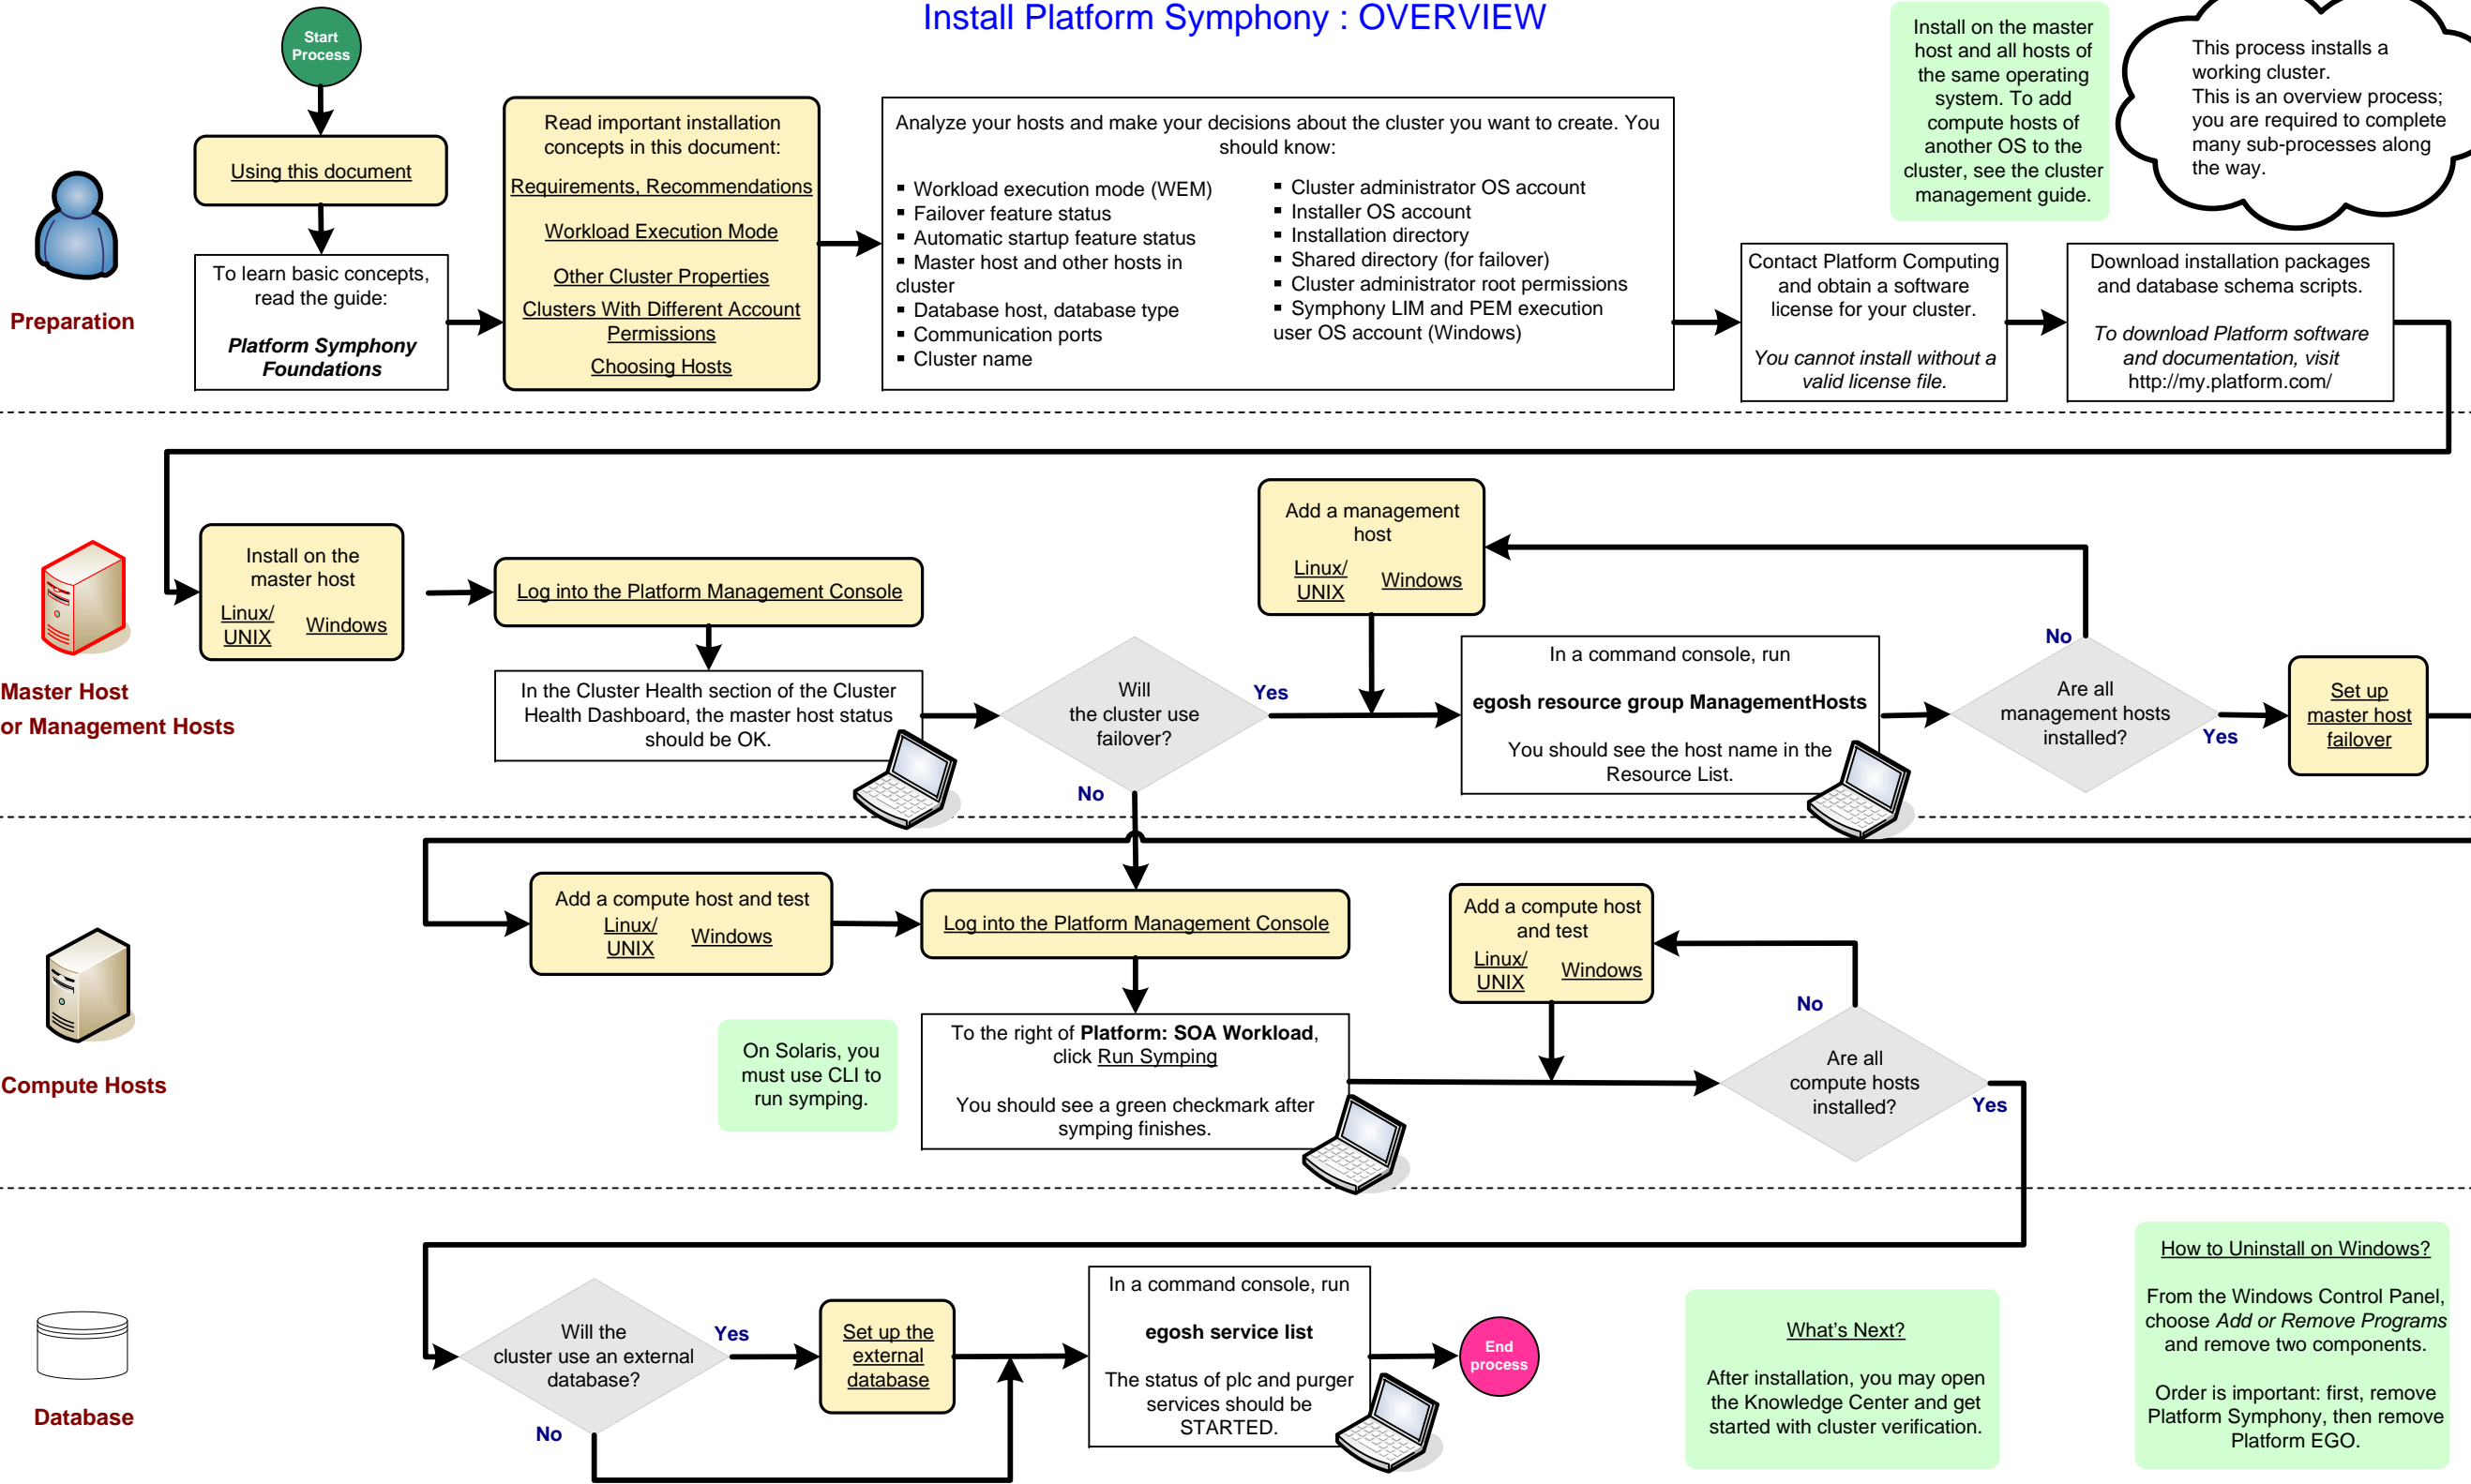 Install Platform Symphony : OVERVIEW
Start
Process
Using this document
To learn basic concepts,
read the guide:
Platform Symphony
Foundations
Preparation
Read important installation
concepts in this document:
Requirements, Recommendations
Workload Execution Mode
Other Cluster Properties
Clusters With Different Account
Permissions
Choosing Hosts
Analyze your hosts and make your decisions about the cluster you want to create. You
should know:
▪ Workload execution mode (WEM)
▪ Failover feature status
▪ Automatic startup feature status
▪ Master host and other hosts in
cluster
▪ Database host, database type
▪ Communication ports
▪ Cluster name
▪ Cluster administrator OS account
▪ Installer OS account
▪ Installation directory
▪ Shared directory (for failover)
▪ Cluster administrator root permissions
▪ Symphony LIM and PEM execution
user OS account (Windows)
Install on the master
host and all hosts of
the same operating
system. To add
compute hosts of
another OS to the
cluster, see the cluster
management guide.
This process installs a
working cluster.
This is an overview process;
you are required to complete
many sub-processes along
the way.
Contact Platform Computing
and obtain a software
license for your cluster.
You cannot install without a
valid license file.
Download installation packages
and database schema scripts.
To download Platform software
and documentation, visit
http://my.platform.com/
Master Host
or Management Hosts
Install on the
master host
Linux/
UNIX
Windows
Log into the Platform Management Console
In the Cluster Health section of the Cluster
Health Dashboard, the master host status
should be OK.
Will
the cluster use
failover?
Yes
No
Add a management
host
Linux/
UNIX
Windows
In a command console, run
egosh resource group ManagementHosts
You should see the host name in the
Resource List.
No
Are all
management hosts
installed?
Yes
Set up
master host
failover
Compute Hosts
Add a compute host and test
Linux/
UNIX
Windows
Log into the Platform Management Console
On Solaris, you
must use CLI to
run symping.
To the right of Platform: SOA Workload,
click Run Symping
You should see a green checkmark after
symping finishes.
Add a compute host
and test
Linux/
UNIX
Windows
No
Are all
compute hosts
installed?
Yes
Database
Will the
cluster use an external
database?
Yes
No
Set up the
external
database
In a command console, run
egosh service list
The status of plc and purger
services should be
STARTED.
End
process
What's Next?
After installation, you may open
the Knowledge Center and get
started with cluster verification.
How to Uninstall on Windows?
From the Windows Control Panel,
choose Add or Remove Programs
and remove two components.
Order is important: first, remove
Platform Symphony, then remove
Platform EGO.